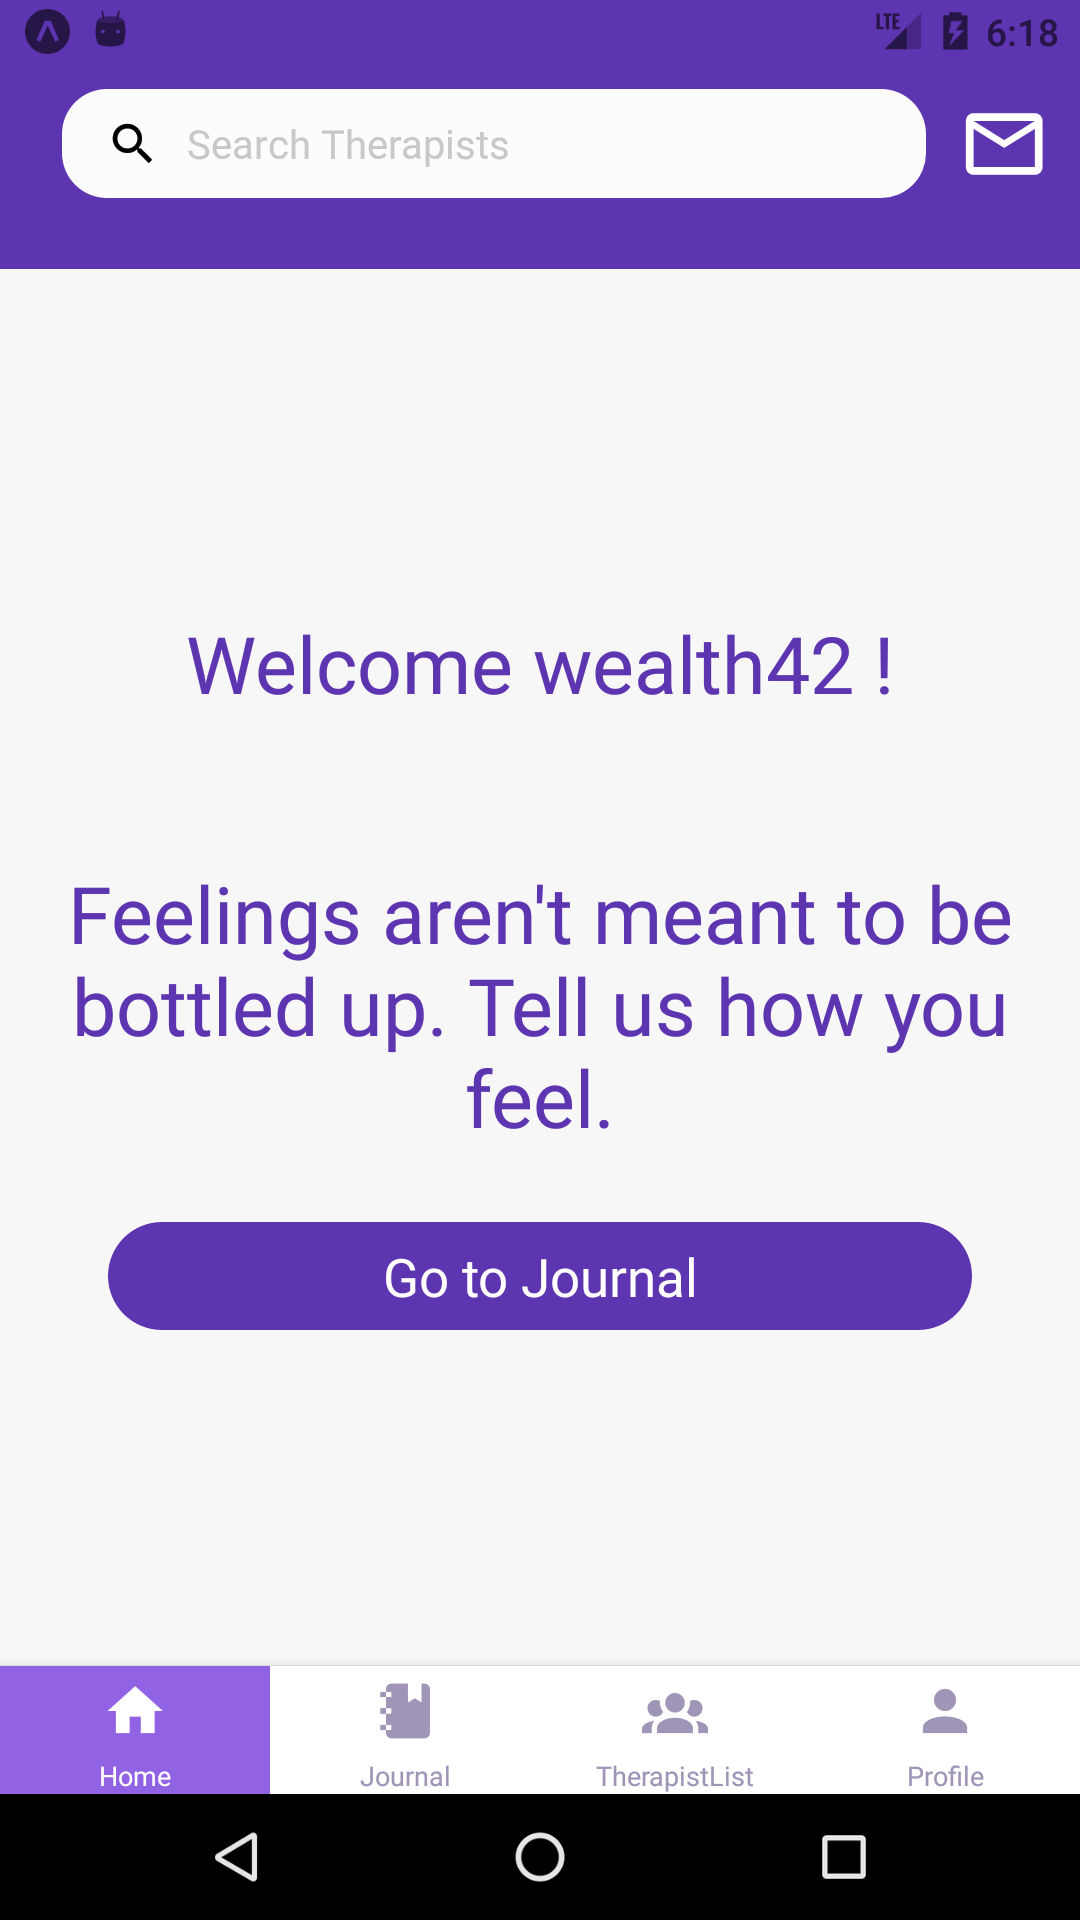 LTE 6:18
Search Therapists
Welcome wealth42 !
Feelings aren't meant to be
bottled up. Tell us how you
feel.
Go to Journal
Home Journal TherapistList Profile